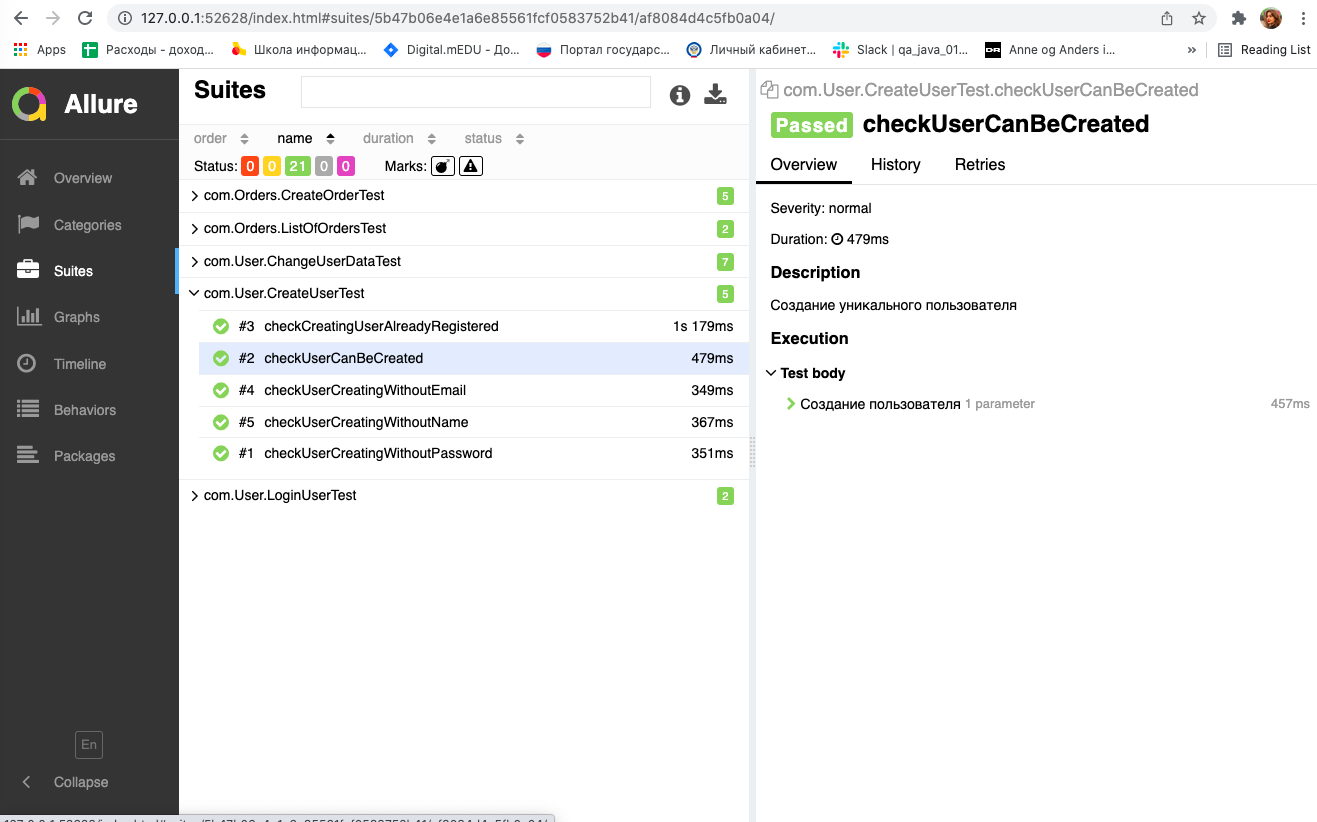 127.0.0.1:52628/index.html#suites/5b47b06e4e1a6e85561fcf0583752b41/af8084d4c5fb0a04/
Apps Расходы - доход... Школа информац... Digital.mEDU - До... Портал государс... Личный кабинет... Slack | qa_java_01... Anne og Anders i... » Reading List
Allure
Overview
Categories
Suites
Graphs
Timeline
Behaviors
Packages
En
Collapse
Suites
order name duration status
Status: 0 0 21 0 0 Marks:
com.Orders.CreateOrderTest 5
com.Orders.ListOfOrdersTest 2
com.User.ChangeUserDataTest 7
com.User.CreateUserTest 5
#3 checkCreatingUserAlreadyRegistered 1s 179ms
#2 checkUserCanBeCreated 479ms
#4 checkUserCreatingWithoutEmail 349ms
#5 checkUserCreatingWithoutName 367ms
#1 checkUserCreatingWithoutPassword 351ms
com.User.LoginUserTest 2
com.User.CreateUserTest.checkUserCanBeCreated
Passed checkUserCanBeCreated
Overview History Retries
Severity: normal
Duration: 479ms
Description
Создание уникального пользователя
Execution
Test body
Создание пользователя 1 parameter 457ms